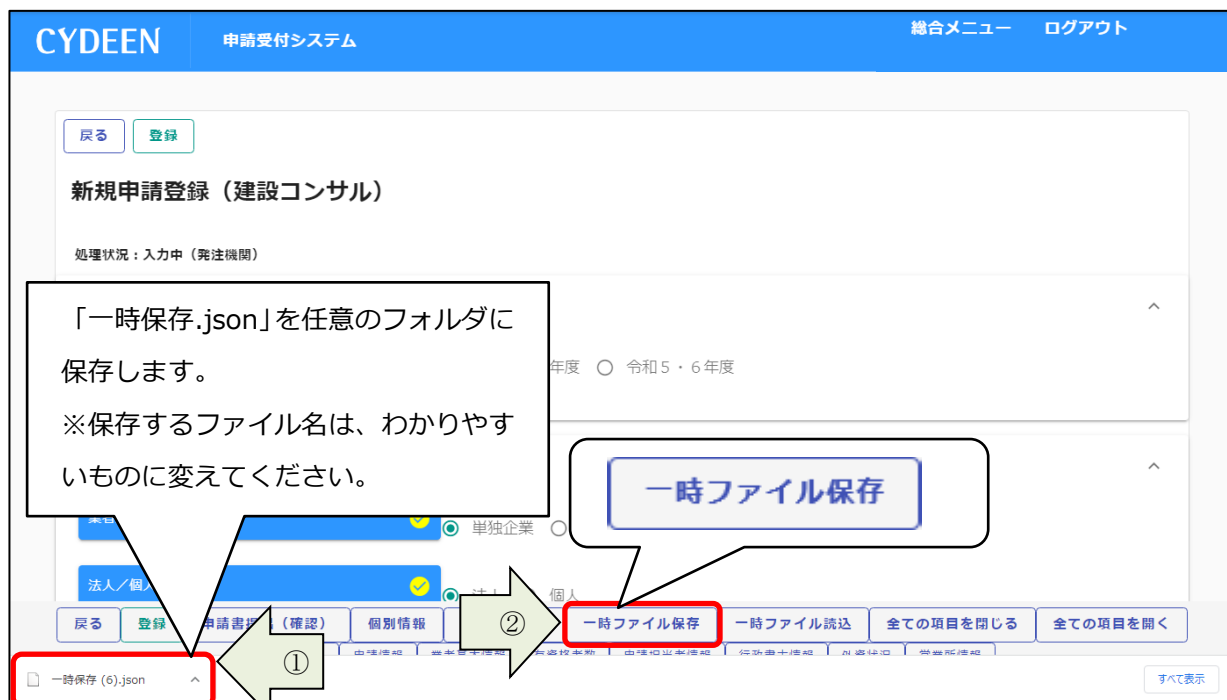 CYDEEN
申請受付システム
総合メニュー ログアウト
戻る 登録
新規申請登録（建設コンサル）
処理状況：入力中（発注機関）
「一時保存.json」を任意のフォルダに
保存します。
※保存するファイル名は、わかりやす
いものに変えてください。
年度 令和５・６年度
一時ファイル保存
単独企業
法人／個
個人
戻る 登録 申請書 （確認） 個別情報 ② 一時ファイル保存 一時ファイル読込 全ての項目を閉じる 全ての項目を開く
①
一時保存 (6).json
すべて表示